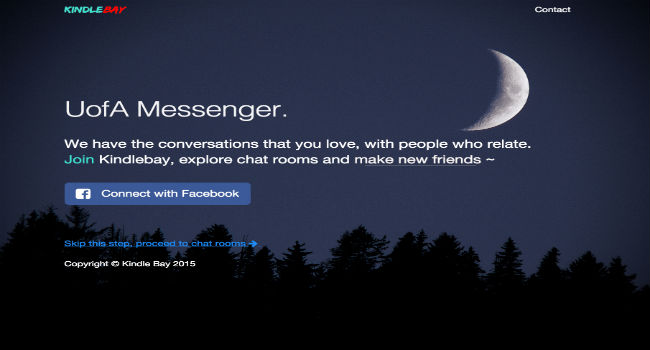 KINDLEBAY
Contact
UofA Messenger.
We have the conversations that you love, with people who relate.
Join Kindlebay, explore chat rooms and make new friends ~
Connect with Facebook
Skip this step, proceed to chat rooms →
Copyright © Kindle Bay 2015